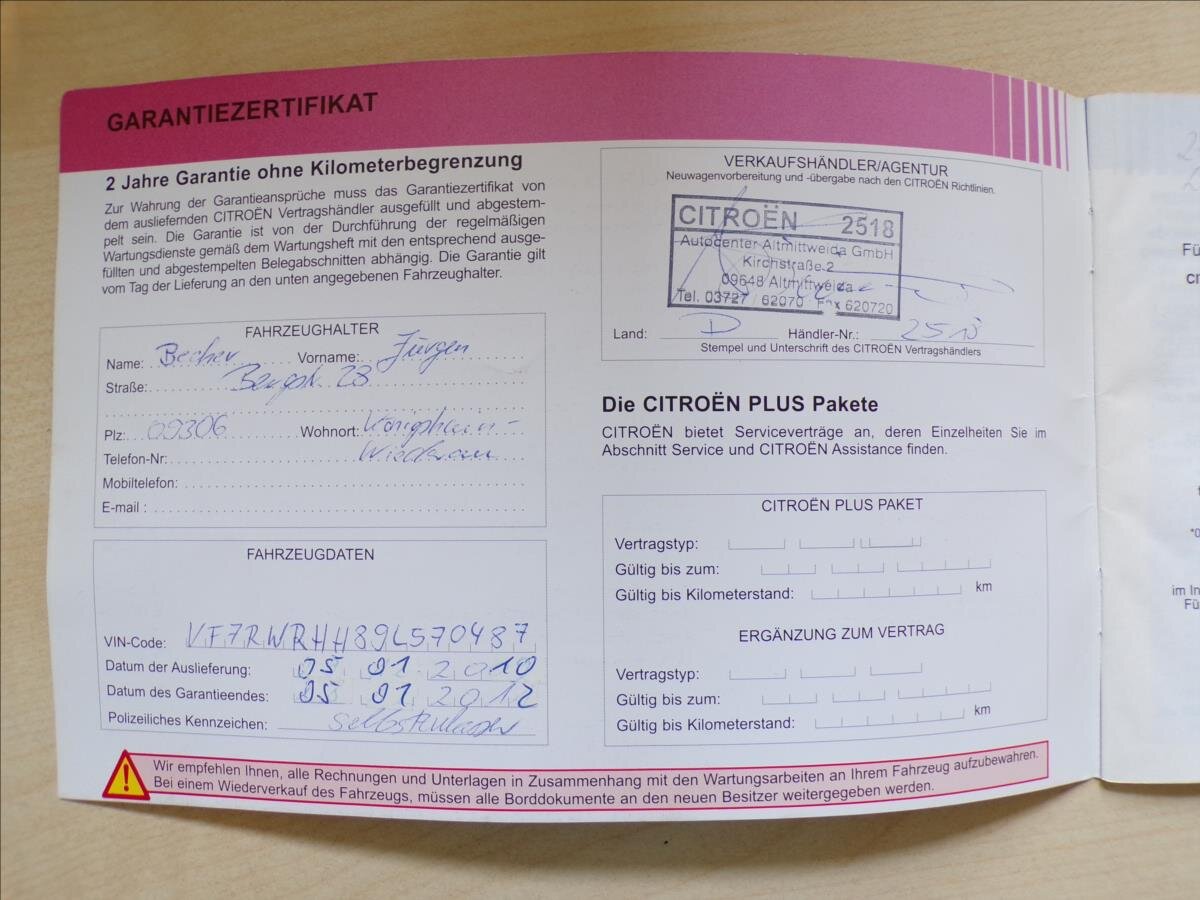 GARANTIEZERTIFIKAT
2 Jahre Garantie ohne Kilometerbegrenzung
Zur Wahrung der Garantieansprüche muss das Garantiezertifikat von
dem ausliefernden CITROËN Vertragshändler ausgefüllt und abgestem-
pelt sein. Die Garantie ist von der Durchführung der regelmäßigen
Wartungsdienste gemäß dem Wartungsheft mit den entsprechend ausge-
füllten und abgestempelten Belegabschnitten abhängig. Die Garantie gilt
vom Tag der Lieferung an den unten angegebenen Fahrzeughalter.
FAHRZEUGHALTER
Name: Becher Vorname: Jürgen
Straße: Bergstr. 28
Plz: 09306 Wohnort: Königshain-
Telefon-Nr: Wiederau
Mobiltelefon:
E-mail :
FAHRZEUGDATEN
VIN-Code: VF7RWRHH89L570487
Datum der Auslieferung: 05 01 2010
Datum des Garantieendes: 05 01 2012
Polizeiliches Kennzeichen: Selbstzulasser
VERKAUFSHÄNDLER/AGENTUR
Neuwagenvorbereitung und -übergabe nach den CITROËN Richtlinien.
CITROËN 2518
Autocenter Altmittweida GmbH
Kirchstraße 2
09648 Altmittweida
Tel. 03727 / 62070 Fax 620720
Land: D Händler-Nr.: 2518
Stempel und Unterschrift des CITROËN Vertragshändlers
Die CITROËN PLUS Pakete
CITROËN bietet Serviceverträge an, deren Einzelheiten Sie im
Abschnitt Service und CITROËN Assistance finden.
CITROËN PLUS PAKET
Vertragstyp:
Gültig bis zum:
Gültig bis Kilometerstand: km
ERGÄNZUNG ZUM VERTRAG
Vertragstyp:
Gültig bis zum:
Gültig bis Kilometerstand: km
Wir empfehlen Ihnen, alle Rechnungen und Unterlagen in Zusammenhang mit den Wartungsarbeiten an Ihrem Fahrzeug aufzubewahren.
Bei einem Wiederverkauf des Fahrzeugs, müssen alle Borddokumente an den neuen Besitzer weitergegeben werden.
im In